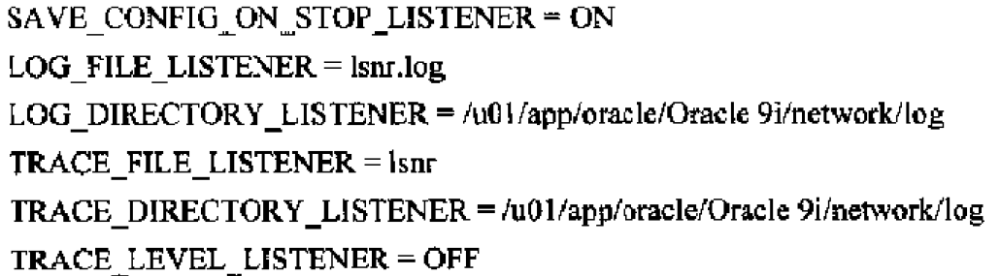 SAVE_CONFIG_ON_STOP_LISTENER = ON
LOG_FILE_LISTENER = lsnr.log
LOG_DIRECTORY_LISTENER = /u01/app/oracle/Oracle 9i/network/log
TRACE_FILE_LISTENER = lsnr
TRACE_DIRECTORY_LISTENER = /u01/app/oracle/Oracle 9i/network/log
TRACE_LEVEL_LISTENER = OFF